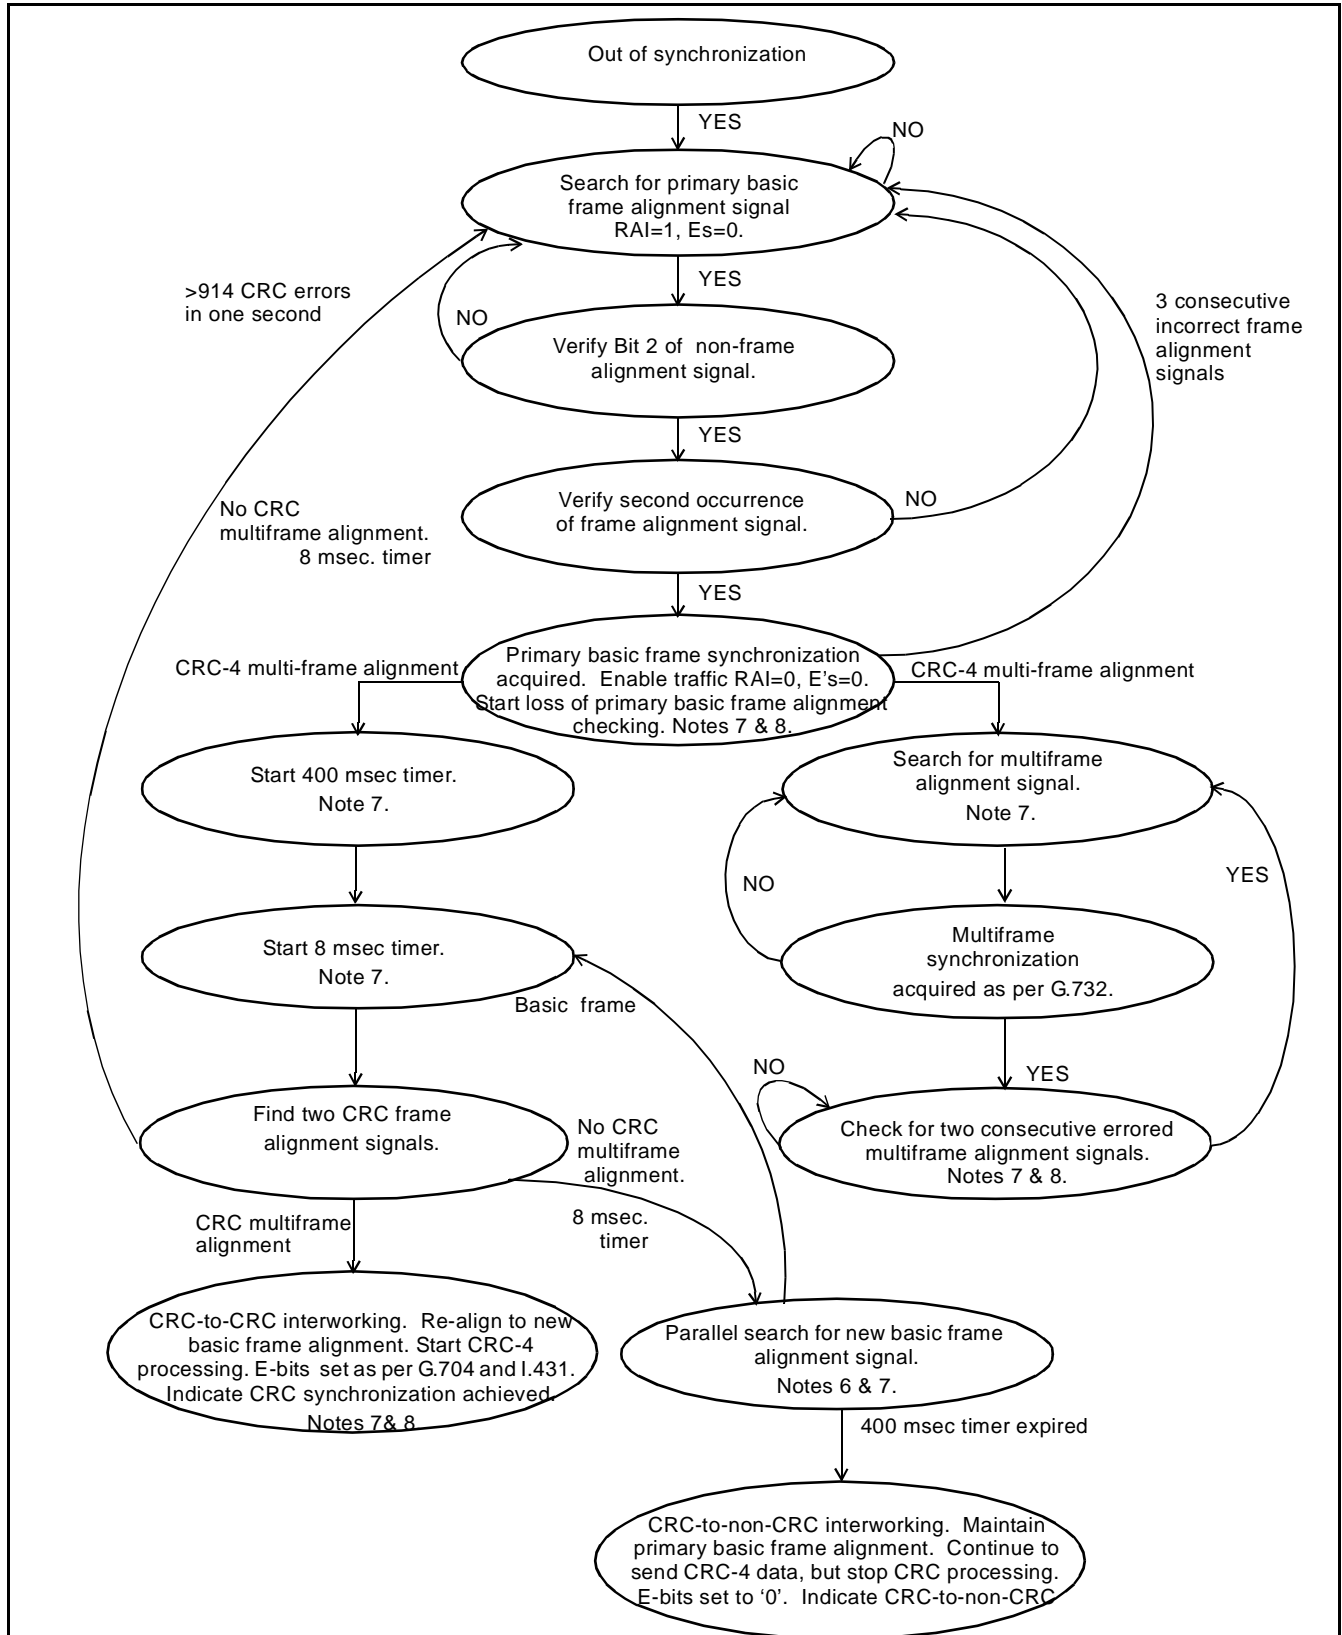 Out of synchronization
YES
NO
Search for primary basic
frame alignment signal
RAI=1, Es=0.
YES
>914 CRC errors
in one second
NO
3 consecutive
incorrect frame
alignment
signals
Verify Bit 2 of non-frame
alignment signal.
YES
Verify second occurrence
of frame alignment signal.
NO
No CRC
multiframe alignment.
8 msec. timer
YES
CRC-4 multi-frame alignment
Primary basic frame synchronization
acquired. Enable traffic RAI=0, E's=0.
Start loss of primary basic frame alignment
checking. Notes 7 & 8.
CRC-4 multi-frame alignment
Start 400 msec timer.
Note 7.
Search for multiframe
alignment signal.
Note 7.
NO
YES
Start 8 msec timer.
Note 7.
Basic frame
Multiframe
synchronization
acquired as per G.732.
NO
YES
Find two CRC frame
alignment signals.
No CRC
multiframe
alignment.
Check for two consecutive errored
multiframe alignment signals.
Notes 7 & 8.
CRC multiframe
alignment
8 msec.
timer
CRC-to-CRC interworking. Re-align to new
basic frame alignment. Start CRC-4
processing. E-bits set as per G.704 and I.431.
Indicate CRC synchronization achieved.
Notes 7& 8
Parallel search for new basic frame
alignment signal.
Notes 6 & 7.
400 msec timer expired
CRC-to-non-CRC interworking. Maintain
primary basic frame alignment. Continue to
send CRC-4 data, but stop CRC processing.
E-bits set to ‘0’. Indicate CRC-to-non-CRC